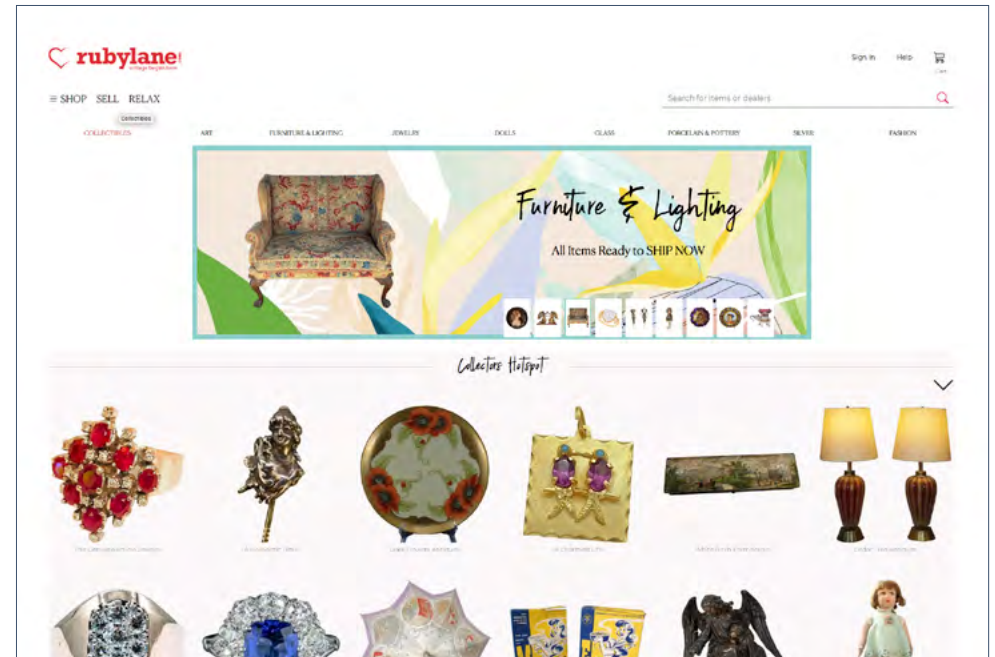 rubylane
Sign In Help
Cart
SHOP SELL RELAX
Search for items or dealers
Collectibles
COLLECTIBLES ART FURNITURE & LIGHTING JEWELRY DOLLS GLASS PORCELAIN & POTTERY SILVER FASHION
Furniture & Lighting
All Items Ready to SHIP NOW
Collectors Hotspot